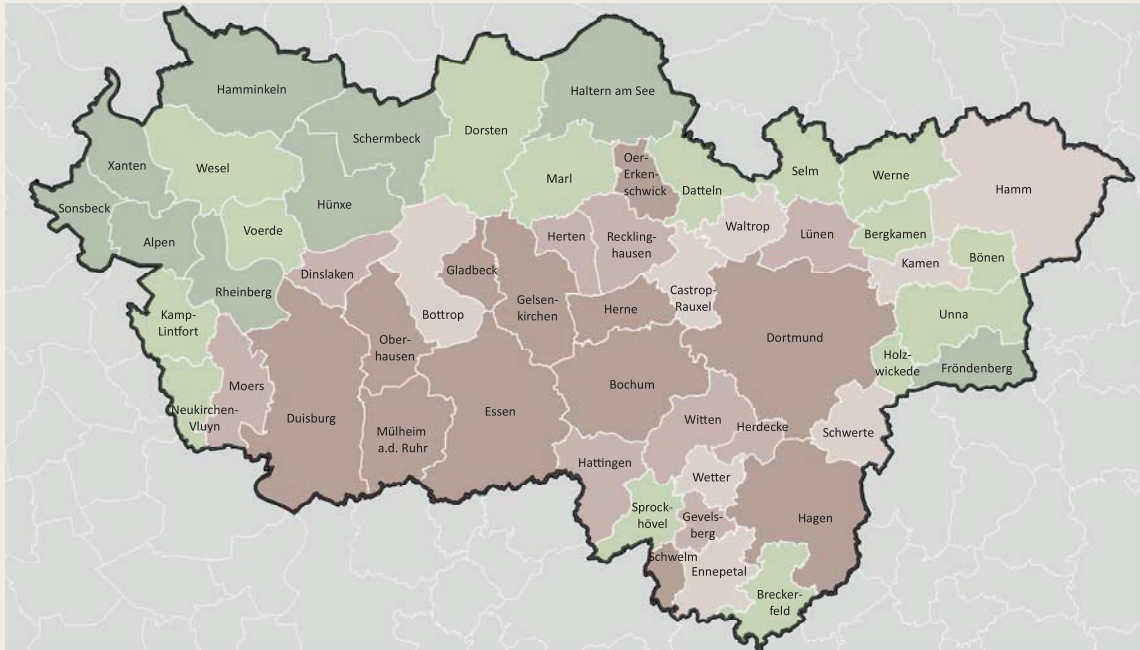 Hamminkeln
Haltern am See
Dorsten
Schermbeck
Xanten
Wesel
Oer-
Erken-
schwick
Marl
Datteln
Selm
Werne
Hamm
Sonsbeck
Hünxe
Alpen
Voerde
Waltrop
Lünen
Bergkamen
Herten
Reckling-
hausen
Kamen
Bönen
Dinslaken
Gladbeck
Rheinberg
Castrop-
Rauxel
Gelsen-
kirchen
Bottrop
Herne
Kamp-
Lintfort
Unna
Dortmund
Ober-
hausen
Holz-
wickede
Fröndenberg
Moers
Bochum
Neukirchen-
Vluyn
Duisburg
Essen
Mülheim
a.d. Ruhr
Witten
Herdecke
Schwerte
Hattingen
Wetter
Sprock-
hövel
Gevels-
berg
Hagen
Schwelm
Ennepetal
Brecker-
feld